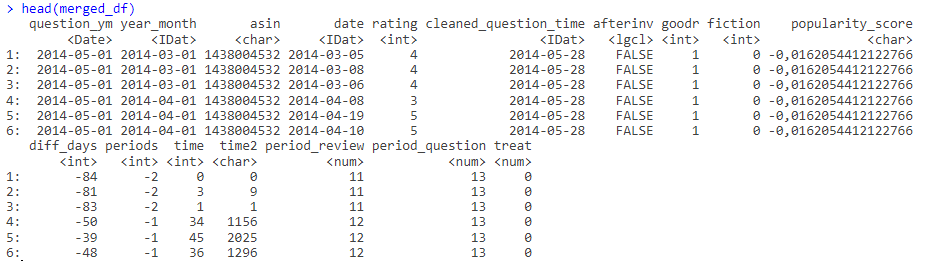 > head(merged_df)
question_ym year_month asin date rating cleaned_question_time afterinv goodr fiction popularity_score
<Date> <IDat> <char> <IDat> <int> <IDat> <lgcl> <int> <int> <char>
1: 2014-05-01 2014-03-01 1438004532 2014-03-05 4 2014-05-28 FALSE 1 0 -0,0162054412122766
2: 2014-05-01 2014-03-01 1438004532 2014-03-08 4 2014-05-28 FALSE 1 0 -0,0162054412122766
3: 2014-05-01 2014-03-01 1438004532 2014-03-06 4 2014-05-28 FALSE 1 0 -0,0162054412122766
4: 2014-05-01 2014-04-01 1438004532 2014-04-08 3 2014-05-28 FALSE 1 0 -0,0162054412122766
5: 2014-05-01 2014-04-01 1438004532 2014-04-19 5 2014-05-28 FALSE 1 0 -0,0162054412122766
6: 2014-05-01 2014-04-01 1438004532 2014-04-10 5 2014-05-28 FALSE 1 0 -0,0162054412122766
diff_days periods time time2 period_review period_question treat
<int> <int> <int> <char> <num> <num> <num>
1: -84 -2 0 0 11 13 0
2: -81 -2 3 9 11 13 0
3: -83 -2 1 1 11 13 0
4: -50 -1 34 1156 12 13 0
5: -39 -1 45 2025 12 13 0
6: -48 -1 36 1296 12 13 0